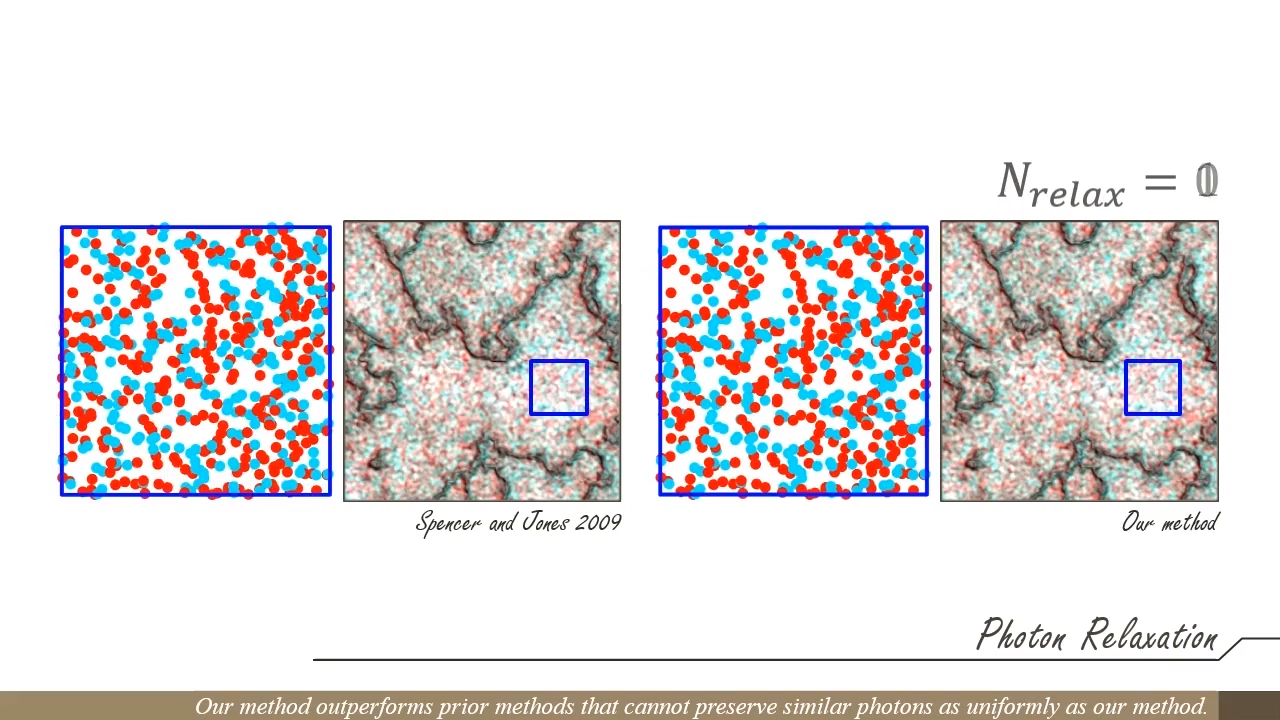 N_relax =
Spencer and Jones 2009
Our method
Photon Relaxation
Our method outperforms prior methods that cannot preserve similar photons as uniformly as our method.